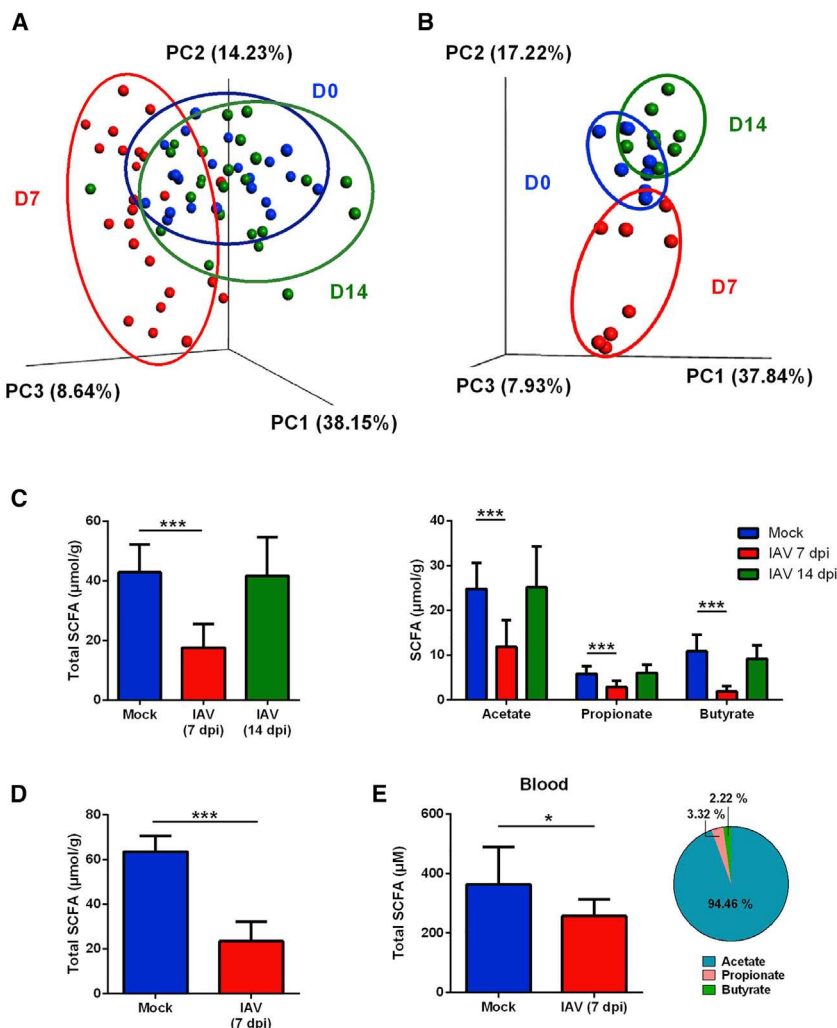 A
PC2 (14.23%)
D0
D7
D14
PC3 (8.64%)
PC1 (38.15%)
B
PC2 (17.22%)
D14
D0
D7
PC3 (7.93%)
PC1 (37.84%)
C
Total SCFA (µmol/g)
60
40
20
0
***
Mock
IAV
(7 dpi)
IAV
(14 dpi)
SCFA (µmol/g)
40
30
20
10
0
***
***
***
Acetate
Propionate
Butyrate
Mock
IAV 7 dpi
IAV 14 dpi
D
Total SCFA (µmol/g)
80
60
40
20
0
***
Mock
IAV
(7 dpi)
E
Blood
Total SCFA (µM)
600
400
200
0
*
Mock
IAV (7 dpi)
2.22 %
3.32 %
94.46 %
Acetate
Propionate
Butyrate